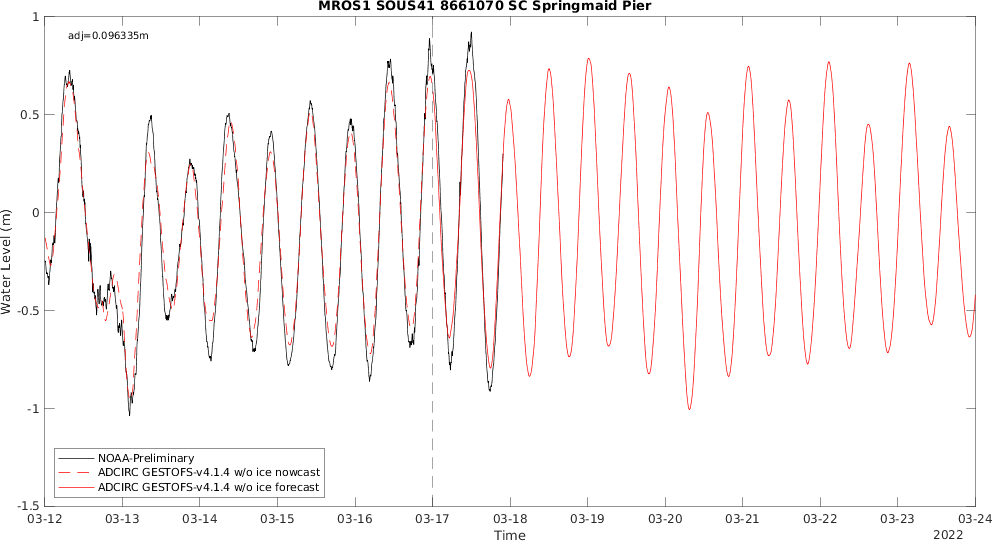 MROS1 SOUS41 8661070 SC Springmaid Pier
adj=0.096335m
1
0.5
0
-0.5
-1
-1.5
Water Level (m)
NOAA-Preliminary
ADCIRC GESTOFS-v4.1.4 w/o ice nowcast
ADCIRC GESTOFS-v4.1.4 w/o ice forecast
03-12 03-13 03-14 03-15 03-16 03-17 03-18 03-19 03-20 03-21 03-22 03-23 03-24
Time
2022